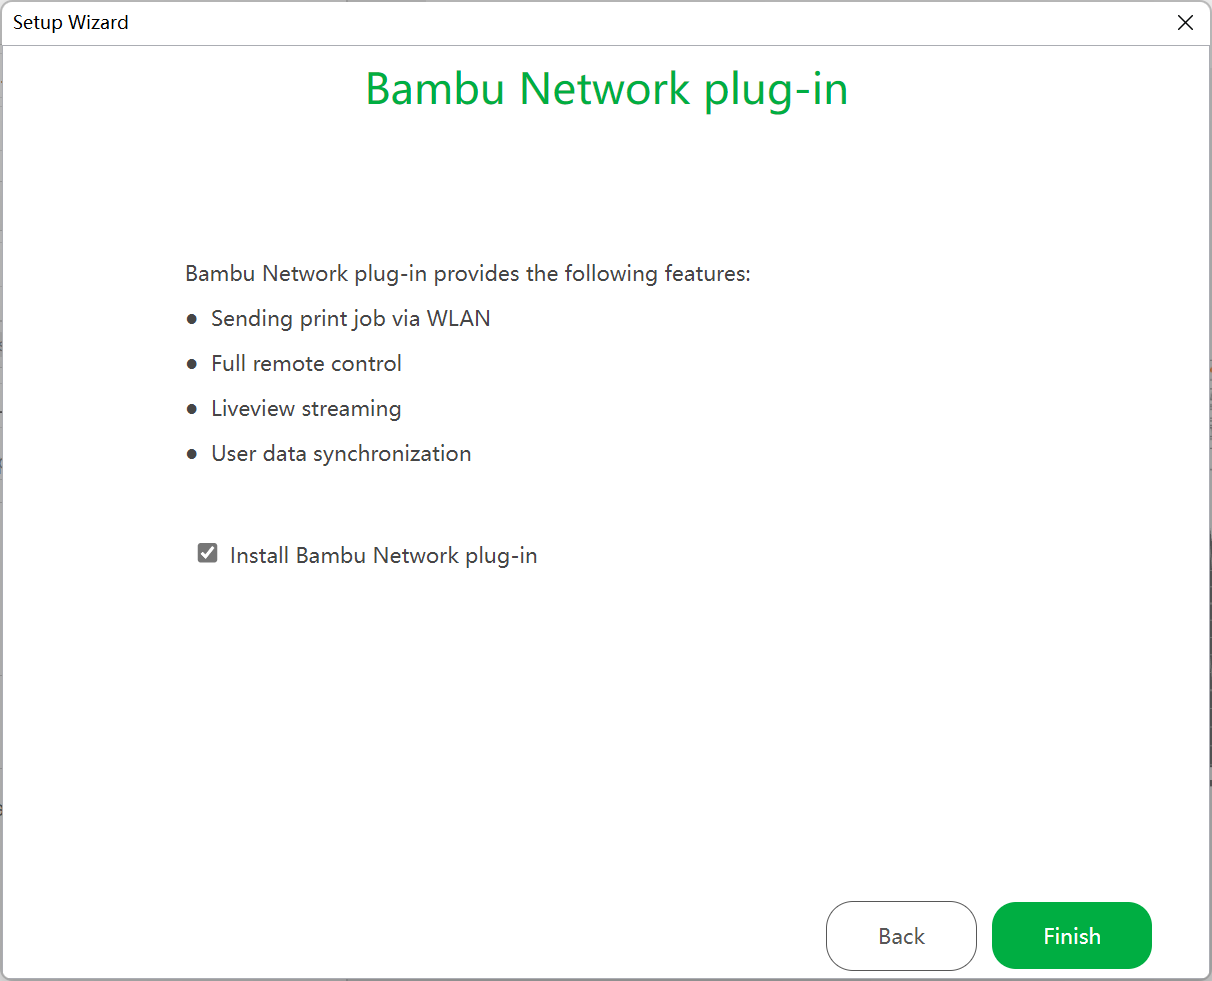 Setup Wizard
Bambu Network plug-in
Bambu Network plug-in provides the following features:
● Sending print job via WLAN
● Full remote control
● Liveview streaming
● User data synchronization
Install Bambu Network plug-in
Back
Finish